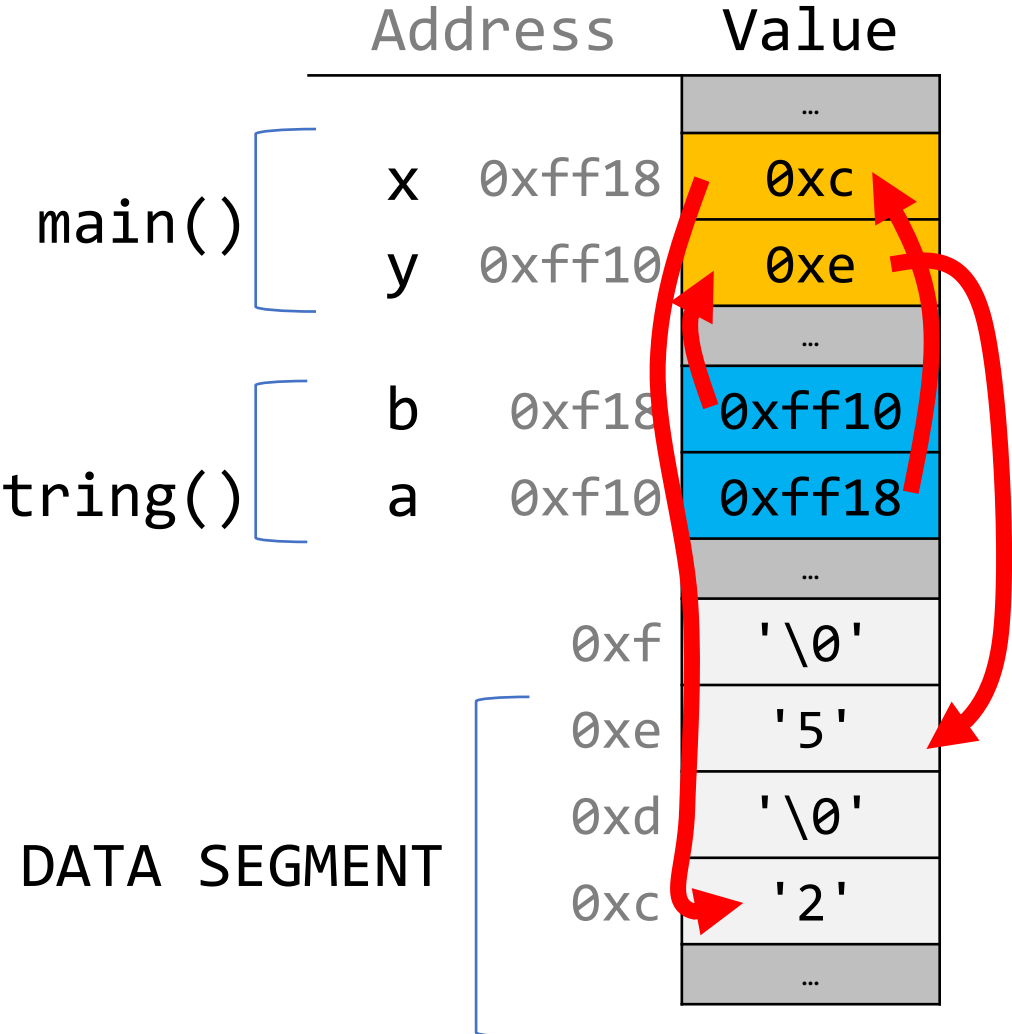 Address Value
…
main()
x 0xff18 0xc
y 0xff10 0xe
…
tring()
b 0xf18 0xff10
a 0xf10 0xff18
…
0xf '\0'
0xe '5'
0xd '\0'
DATA SEGMENT
0xc '2'
…